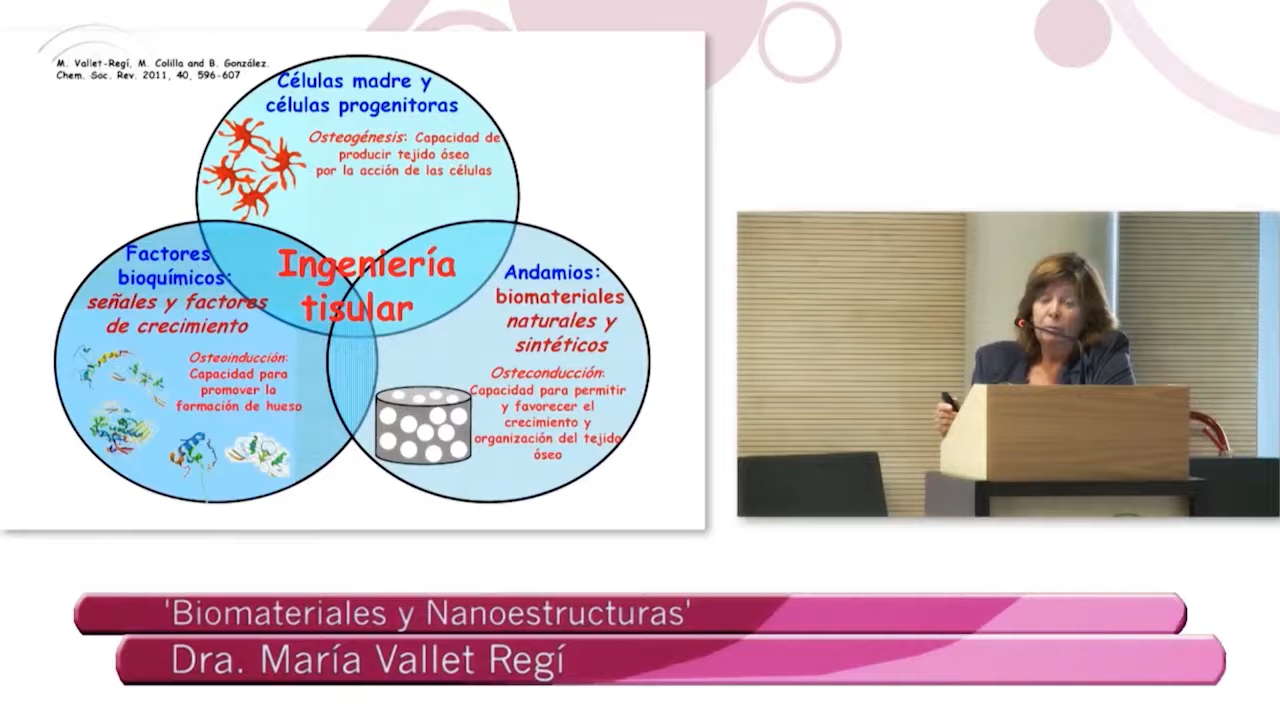 M. Vallet-Regí, M. Colilla and B. González.
Chem. Soc. Rev. 2011, 40, 596-607
Células madre y
células progenitoras
Osteogénesis: Capacidad de
producir tejido óseo
por la acción de las células
Factores
bioquímicos:
señales y factores
de crecimiento
Osteoinducción:
Capacidad para
promover la
formación de hueso
Ingeniería
tisular
Andamios:
biomateriales
naturales y
sintéticos
Osteconducción:
Capacidad para permitir
y favorecer el
crecimiento y
organización del tejido
óseo
'Biomateriales y Nanoestructuras'
Dra. María Vallet Regí